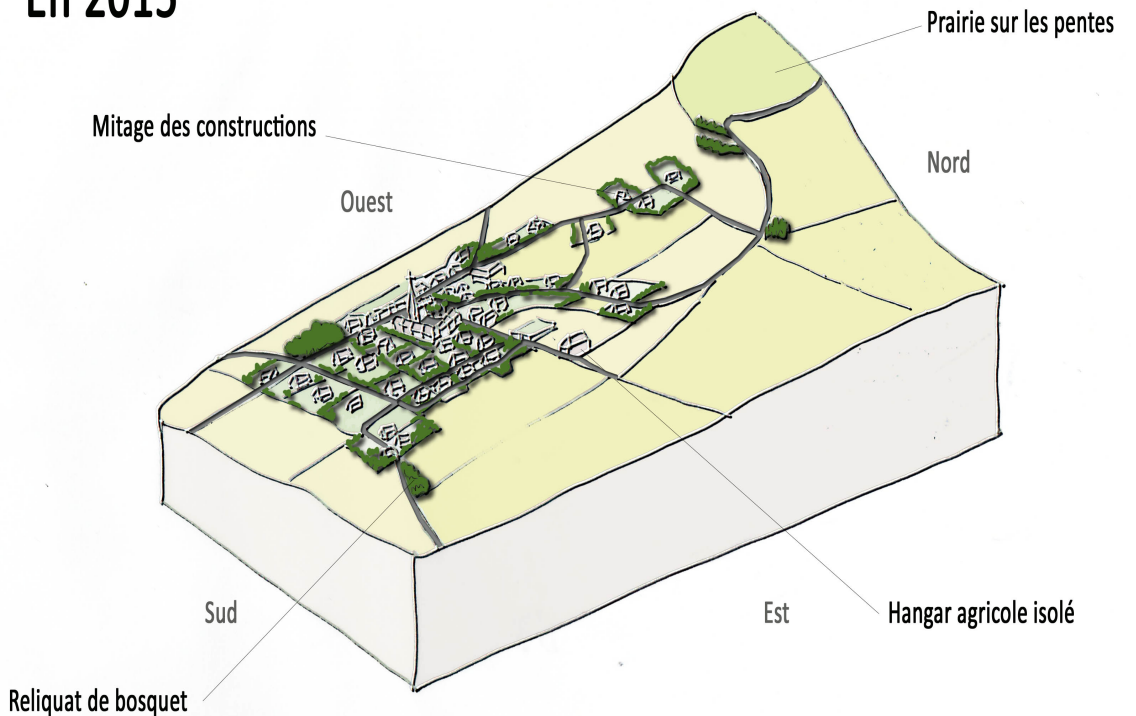 En 2015
Prairie sur les pentes
Mitage des constructions
Nord
Ouest
Sud
Est
Hangar agricole isolé
Reliquat de bosquet